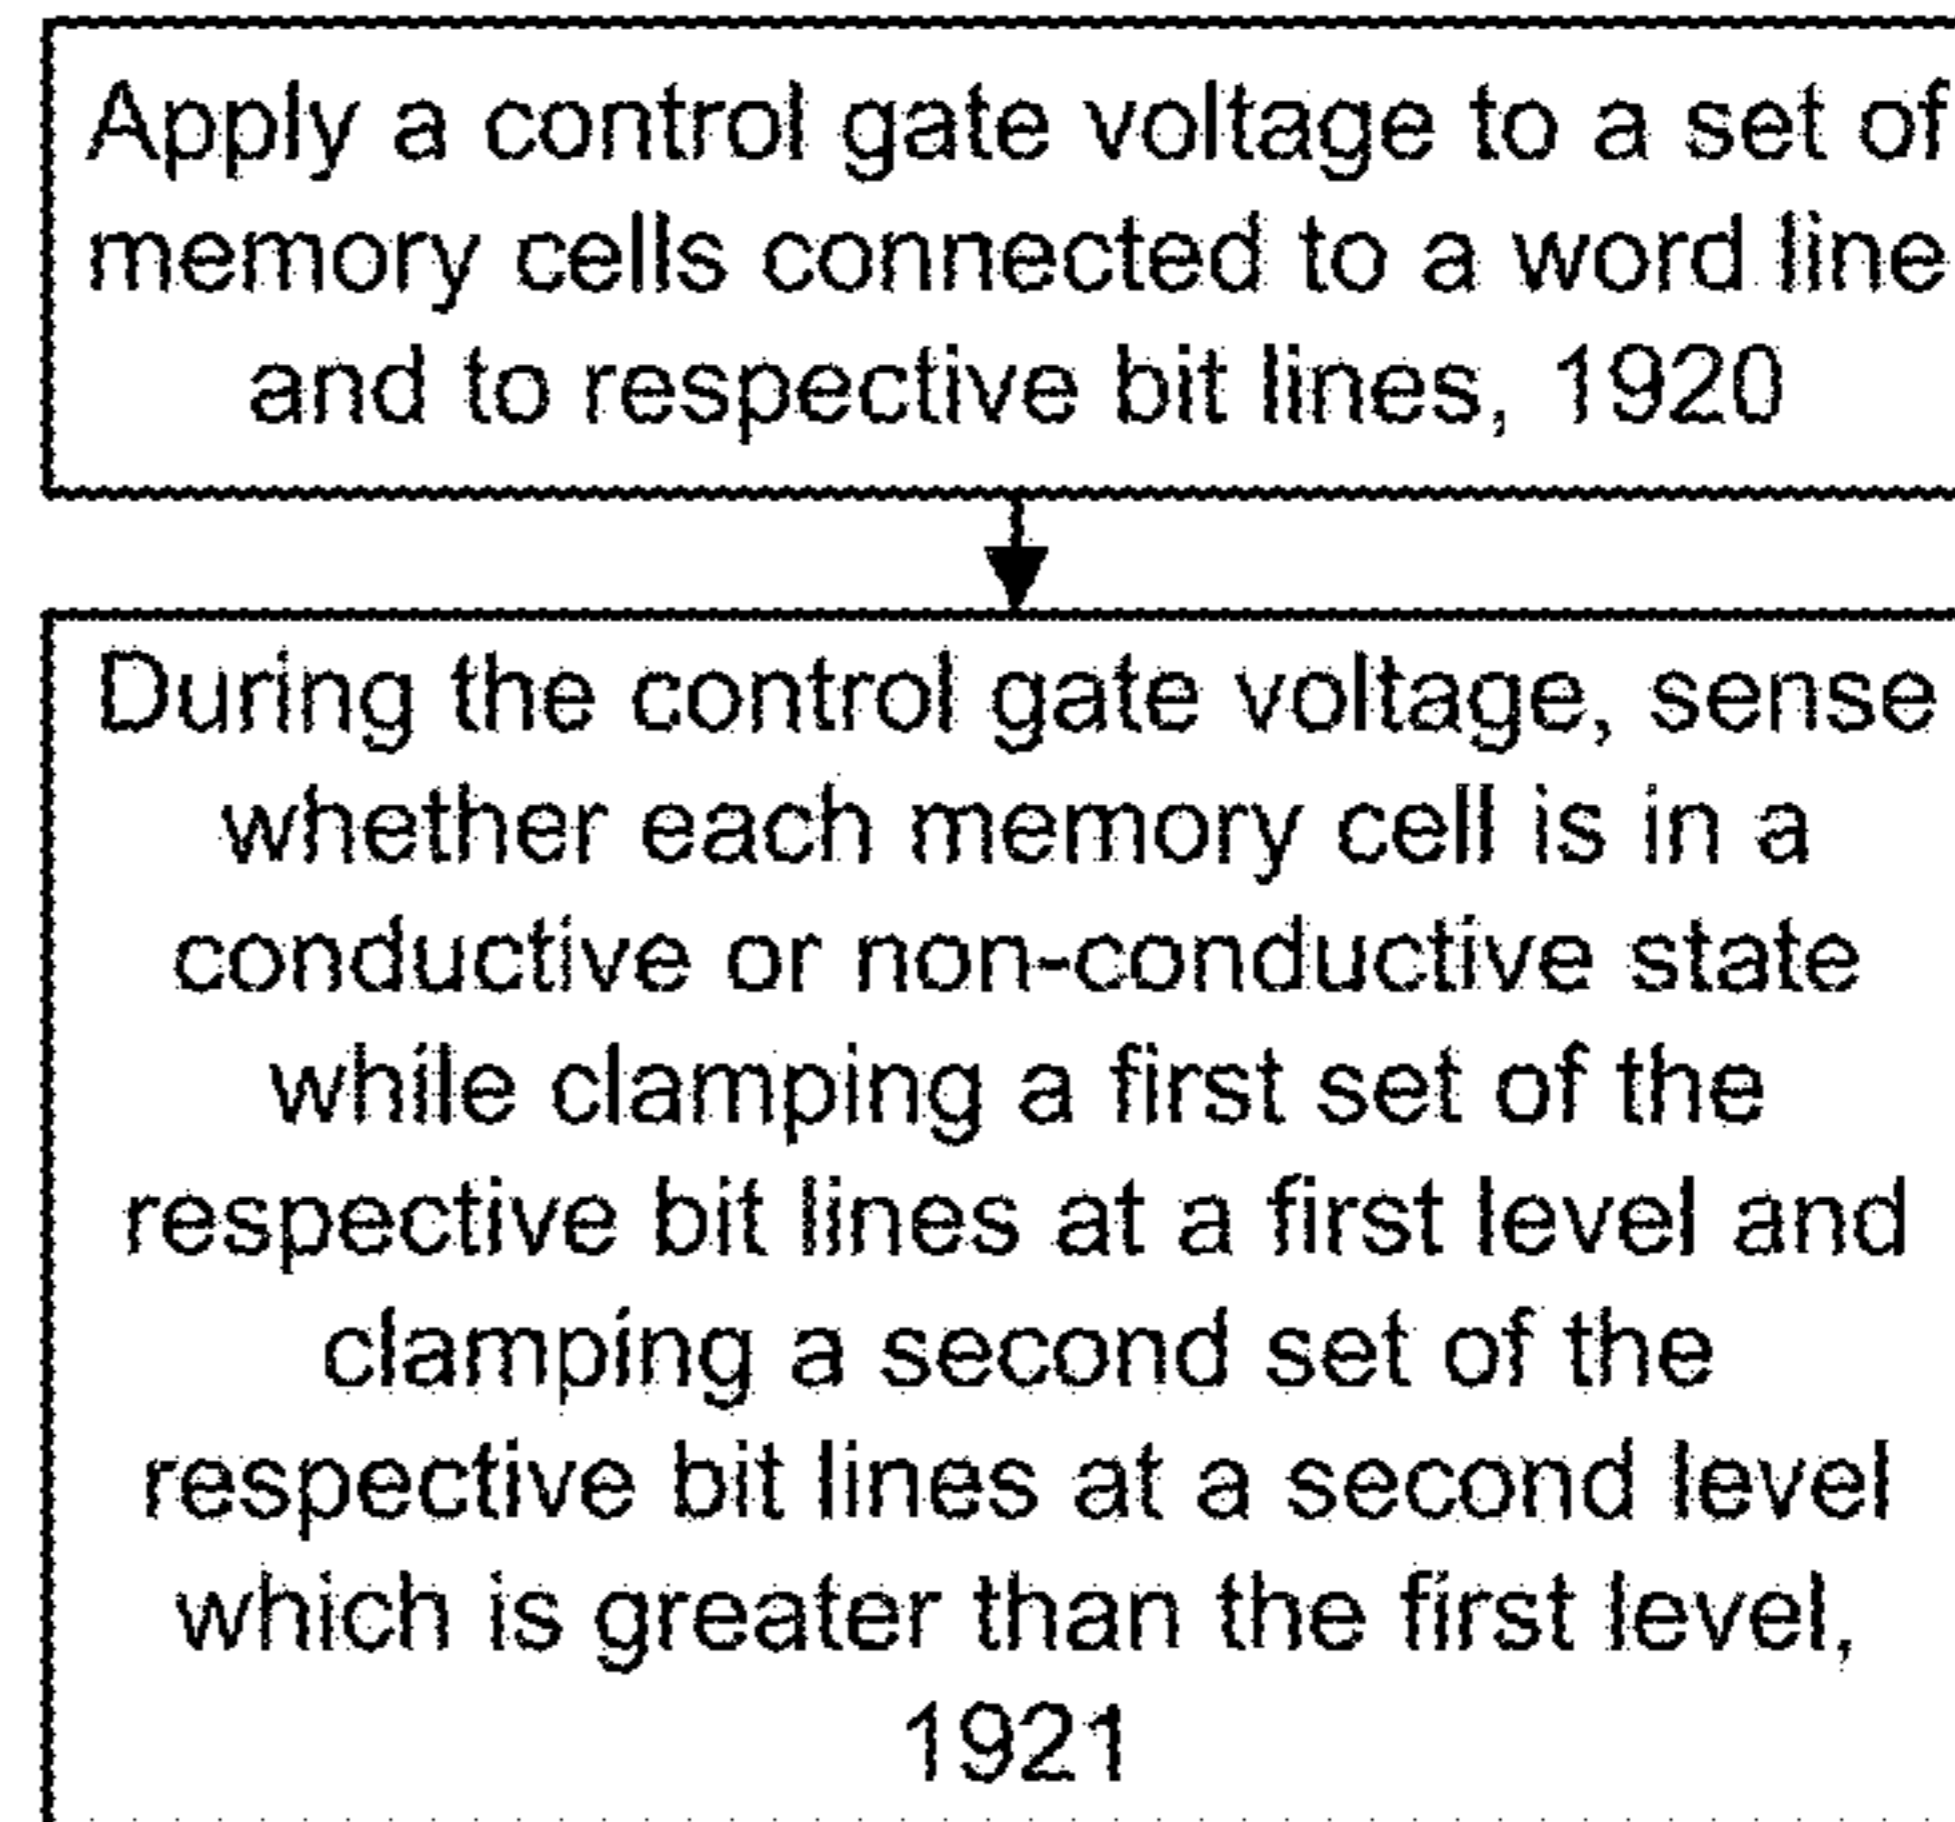 Apply a control gate voltage to a set of
memory cells connected to a word line
and to respective bit lines, 1920
During the control gate voltage, sense
whether each memory cell is in a
conductive or non-conductive state
while clamping a first set of the
respective bit lines at a first level and
clamping a second set of the
respective bit lines at a second level
which is greater than the first level,
1921